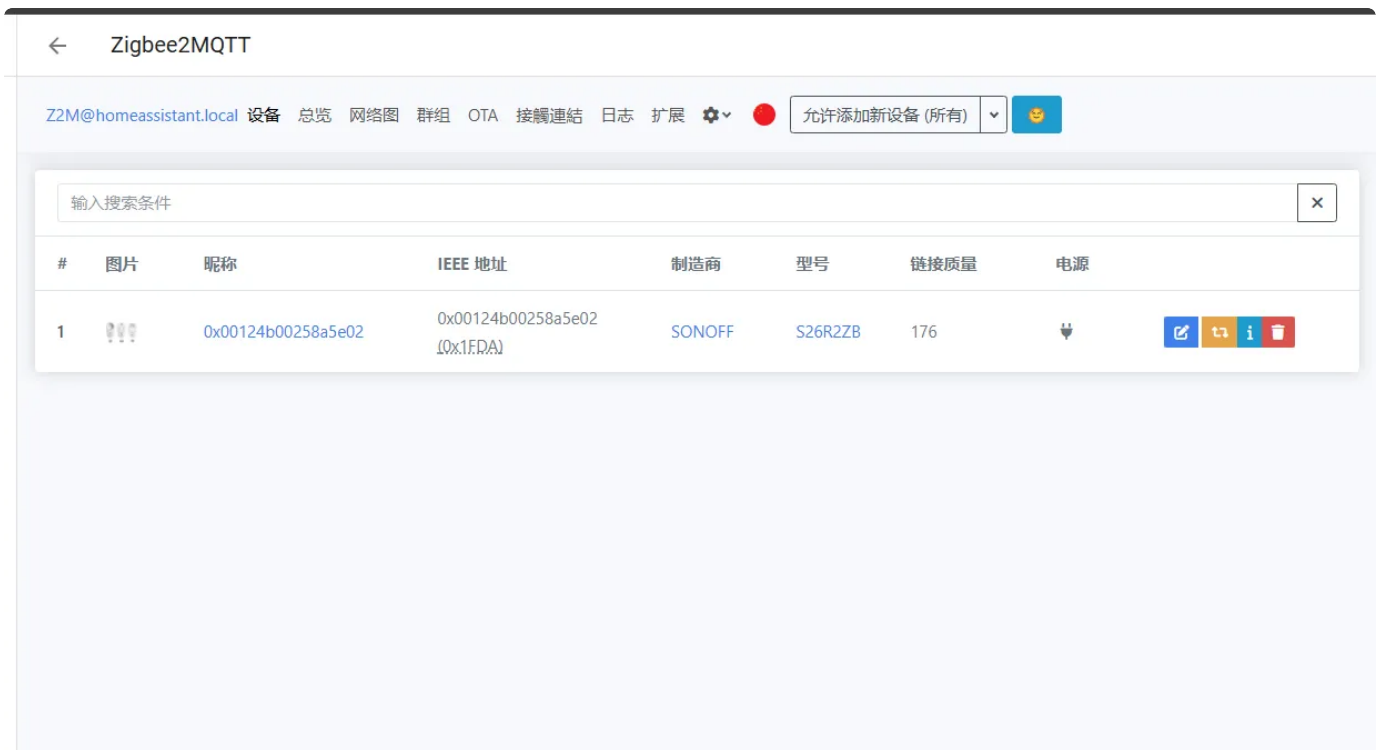 Zigbee2MQTT
Z2M@homeassistant.local 设备 总览 网络图 群组 OTA 接觸連結 日志 扩展 允许添加新设备 (所有)
输入搜索条件
# 图片 昵称 IEEE 地址 制造商 型号 链接质量 电源
1 0x00124b00258a5e02 0x00124b00258a5e02 (0x1FDA) SONOFF S26R2ZB 176